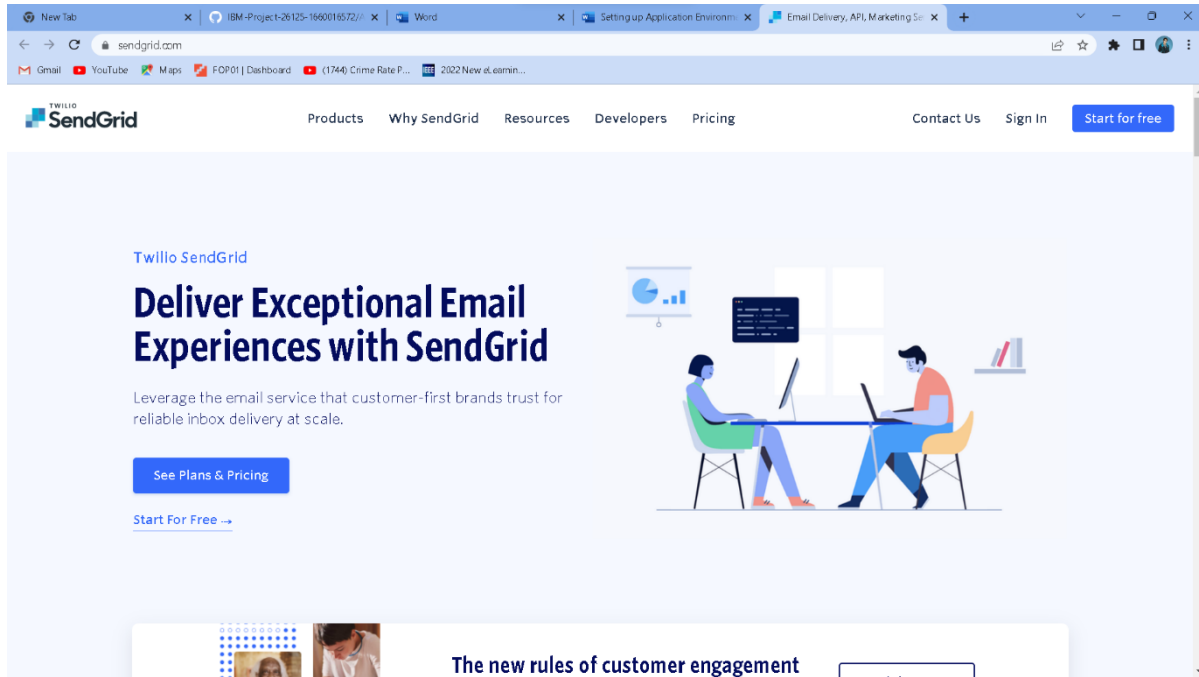 New Tab
IBM-Project-26125-1660016572/
Word
Setting up Application Environm
Email Delivery, API, Marketing Se
sendgrid.com
Gmail
YouTube
Maps
FOP01 | Dashboard
(1744) Crime Rate P...
2022 New eLearnin...
TWILIO
SendGrid
Products
Why SendGrid
Resources
Developers
Pricing
Contact Us
Sign In
Start for free
Twilio SendGrid
Deliver Exceptional Email
Experiences with SendGrid
Leverage the email service that customer-first brands trust for
reliable inbox delivery at scale.
See Plans & Pricing
Start For Free →
The new rules of customer engagement